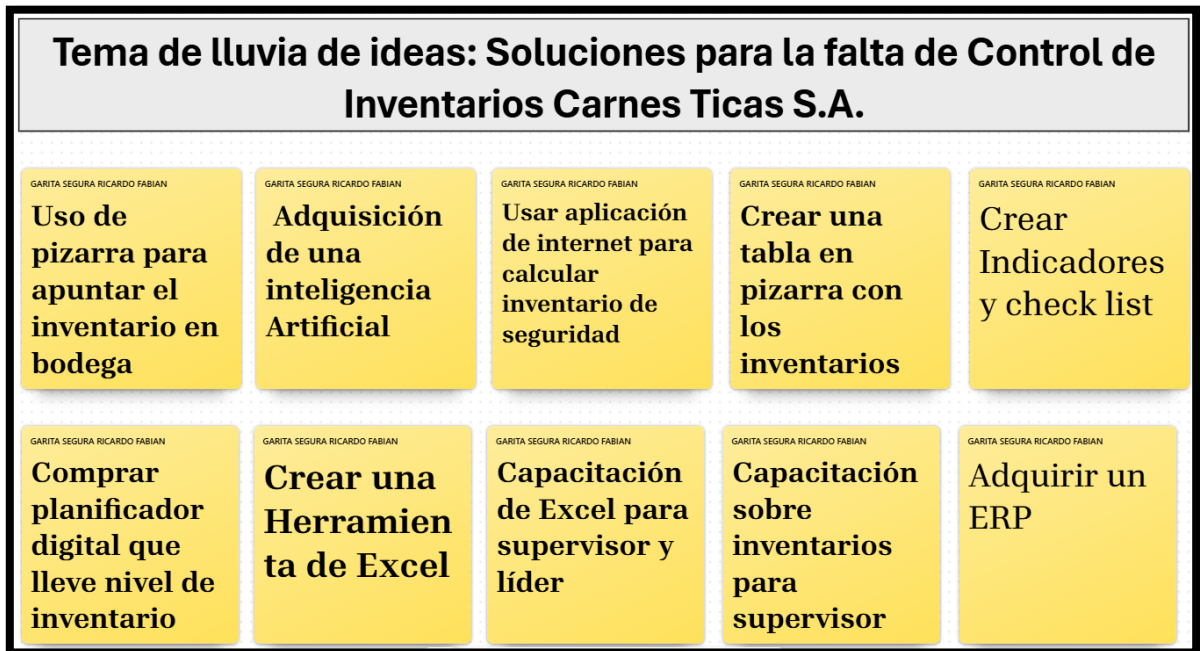 Tema de lluvia de ideas: Soluciones para la falta de Control de
Inventarios Carnes Ticas S.A.
GARITA SEGURA RICARDO FABIAN
Uso de
pizarra para
apuntar el
inventario en
bodega
GARITA SEGURA RICARDO FABIAN
Adquisición
de una
inteligencia
Artificial
GARITA SEGURA RICARDO FABIAN
Usar aplicación
de internet para
calcular
inventario de
seguridad
GARITA SEGURA RICARDO FABIAN
Crear una
tabla en
pizarra con
los
inventarios
GARITA SEGURA RICARDO FABIAN
Crear
Indicadores
y check list
GARITA SEGURA RICARDO FABIAN
Comprar
planificador
digital que
lleve nivel de
inventario
GARITA SEGURA RICARDO FABIAN
Crear una
Herramien
ta de Excel
GARITA SEGURA RICARDO FABIAN
Capacitación
de Excel para
supervisor y
líder
GARITA SEGURA RICARDO FABIAN
Capacitación
sobre
inventarios
para
supervisor
GARITA SEGURA RICARDO FABIAN
Adquirir un
ERP